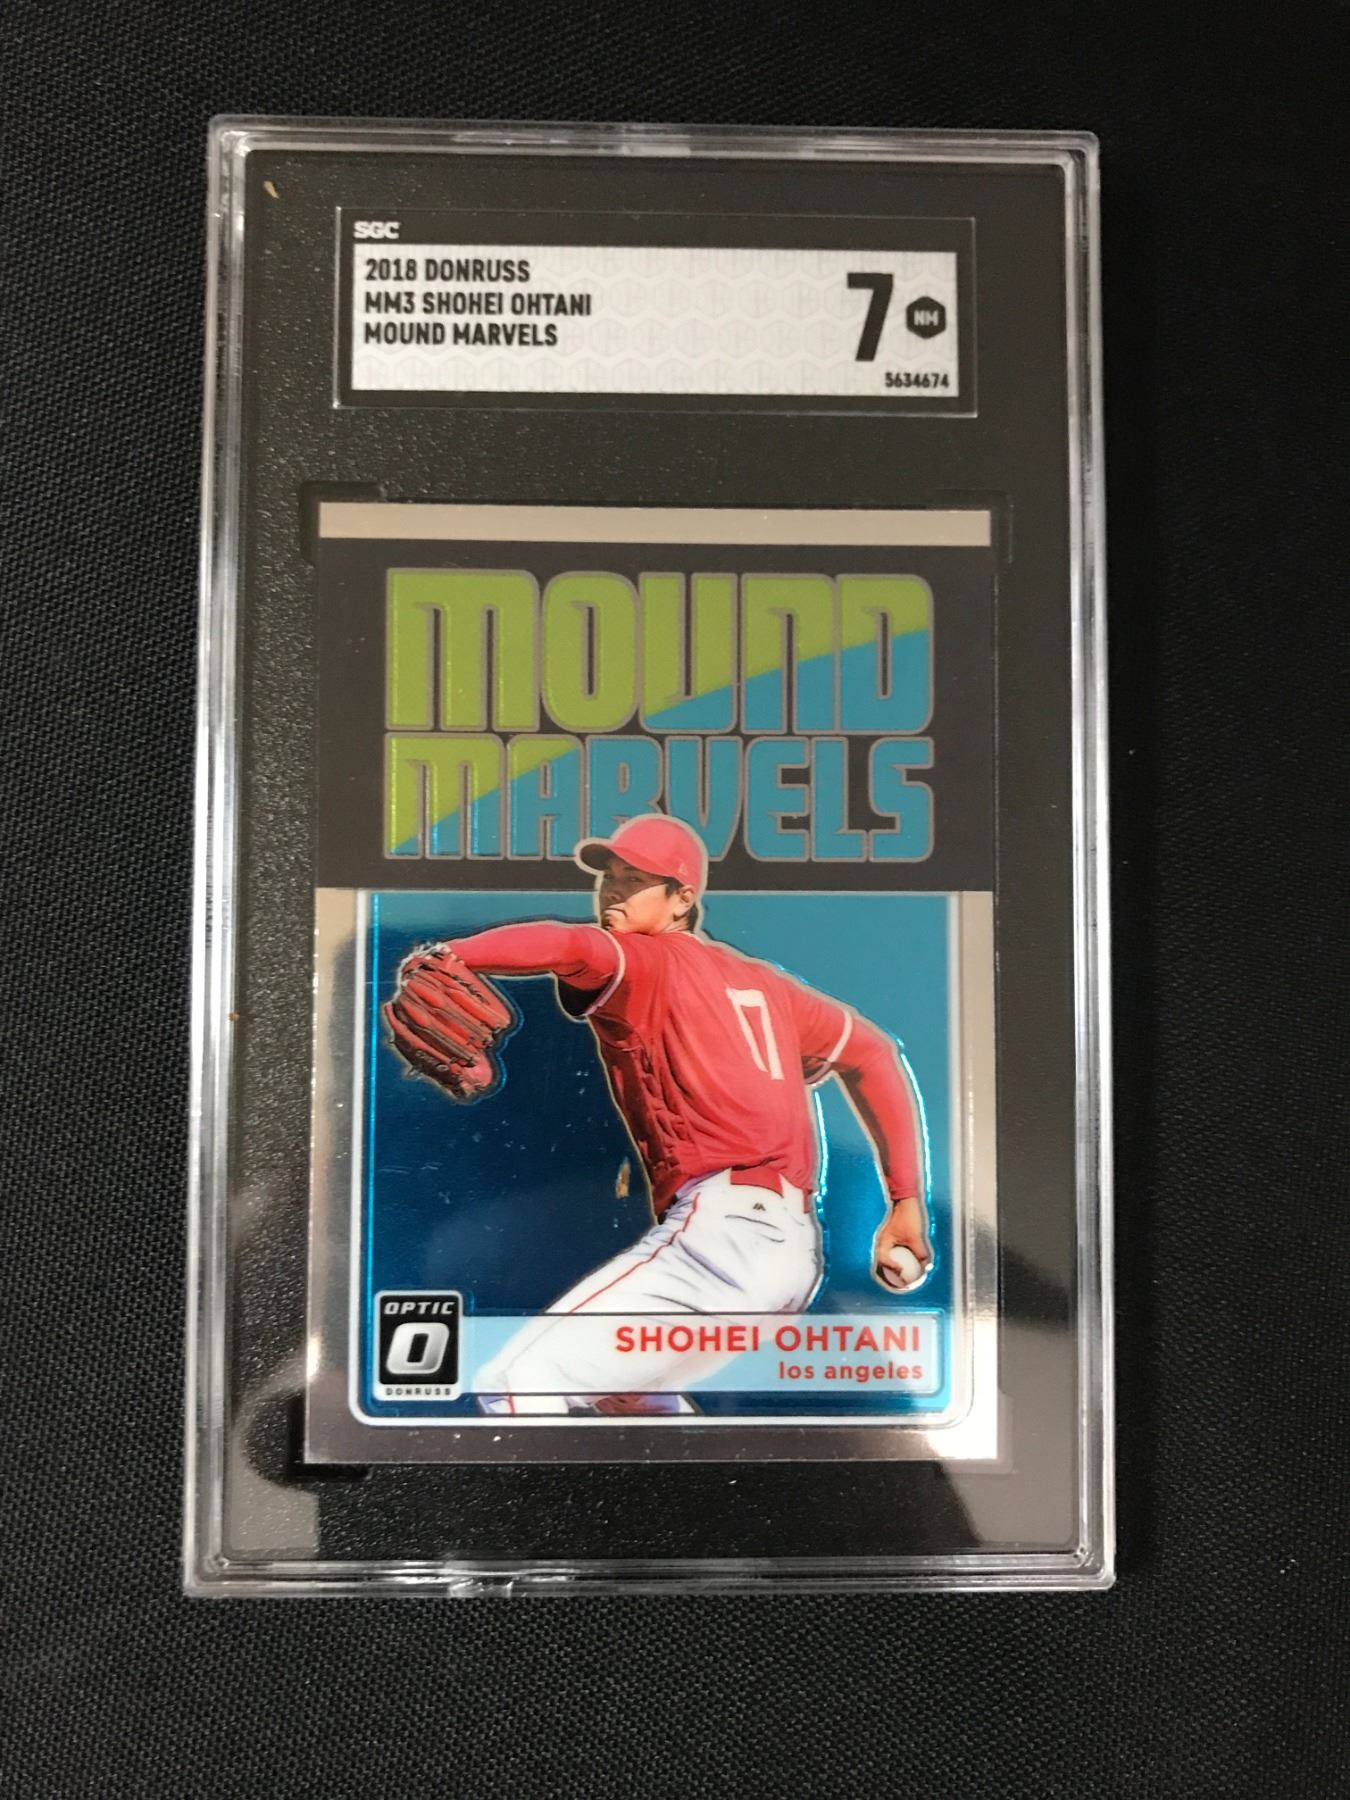 SGC
2018 DONRUSS
MM3 SHOHEI OHTANI
MOUND MARVELS
7 NM
5634674
MOUND
MARVELS
17
OPTIC
O
DONRUSS
SHOHEI OHTANI
los angeles